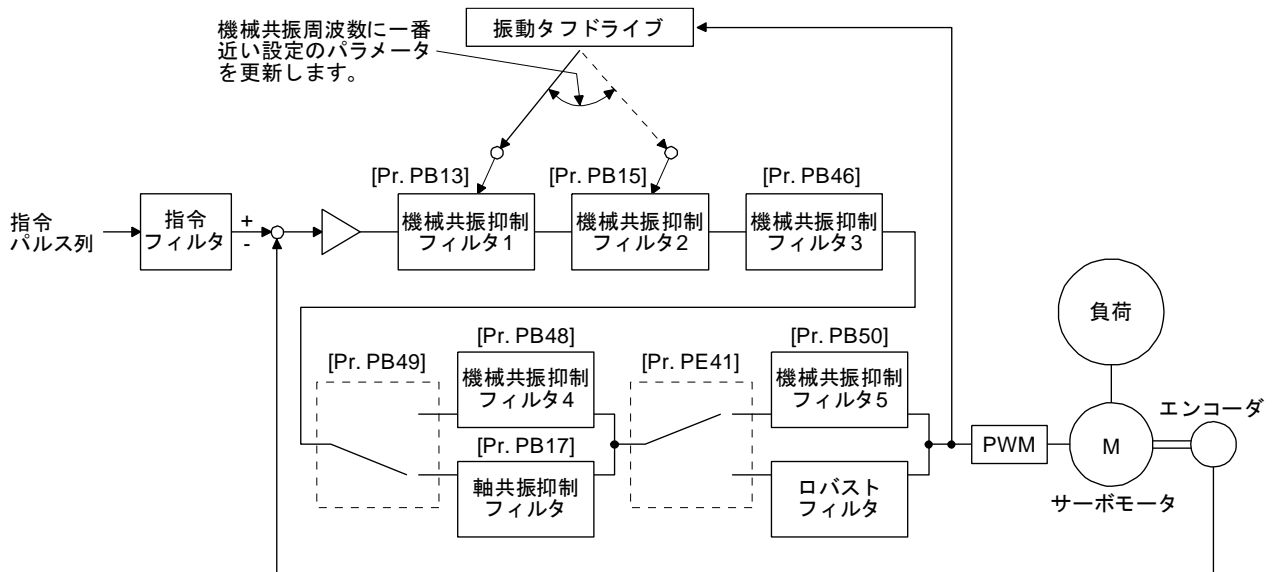 機械共振周波数に一番
近い設定のパラメータ
を更新します。
振動タフドライブ
[Pr. PB13]
[Pr. PB15]
[Pr. PB46]
指令
パルス列
指令
フィルタ
+
-
機械共振抑制
フィルタ1
機械共振抑制
フィルタ2
機械共振抑制
フィルタ3
負荷
[Pr. PB49]
[Pr. PB48]
機械共振抑制
フィルタ4
[Pr. PB17]
軸共振抑制
フィルタ
[Pr. PE41]
[Pr. PB50]
機械共振抑制
フィルタ5
ロバスト
フィルタ
PWM
M
サーボモータ
エンコーダ